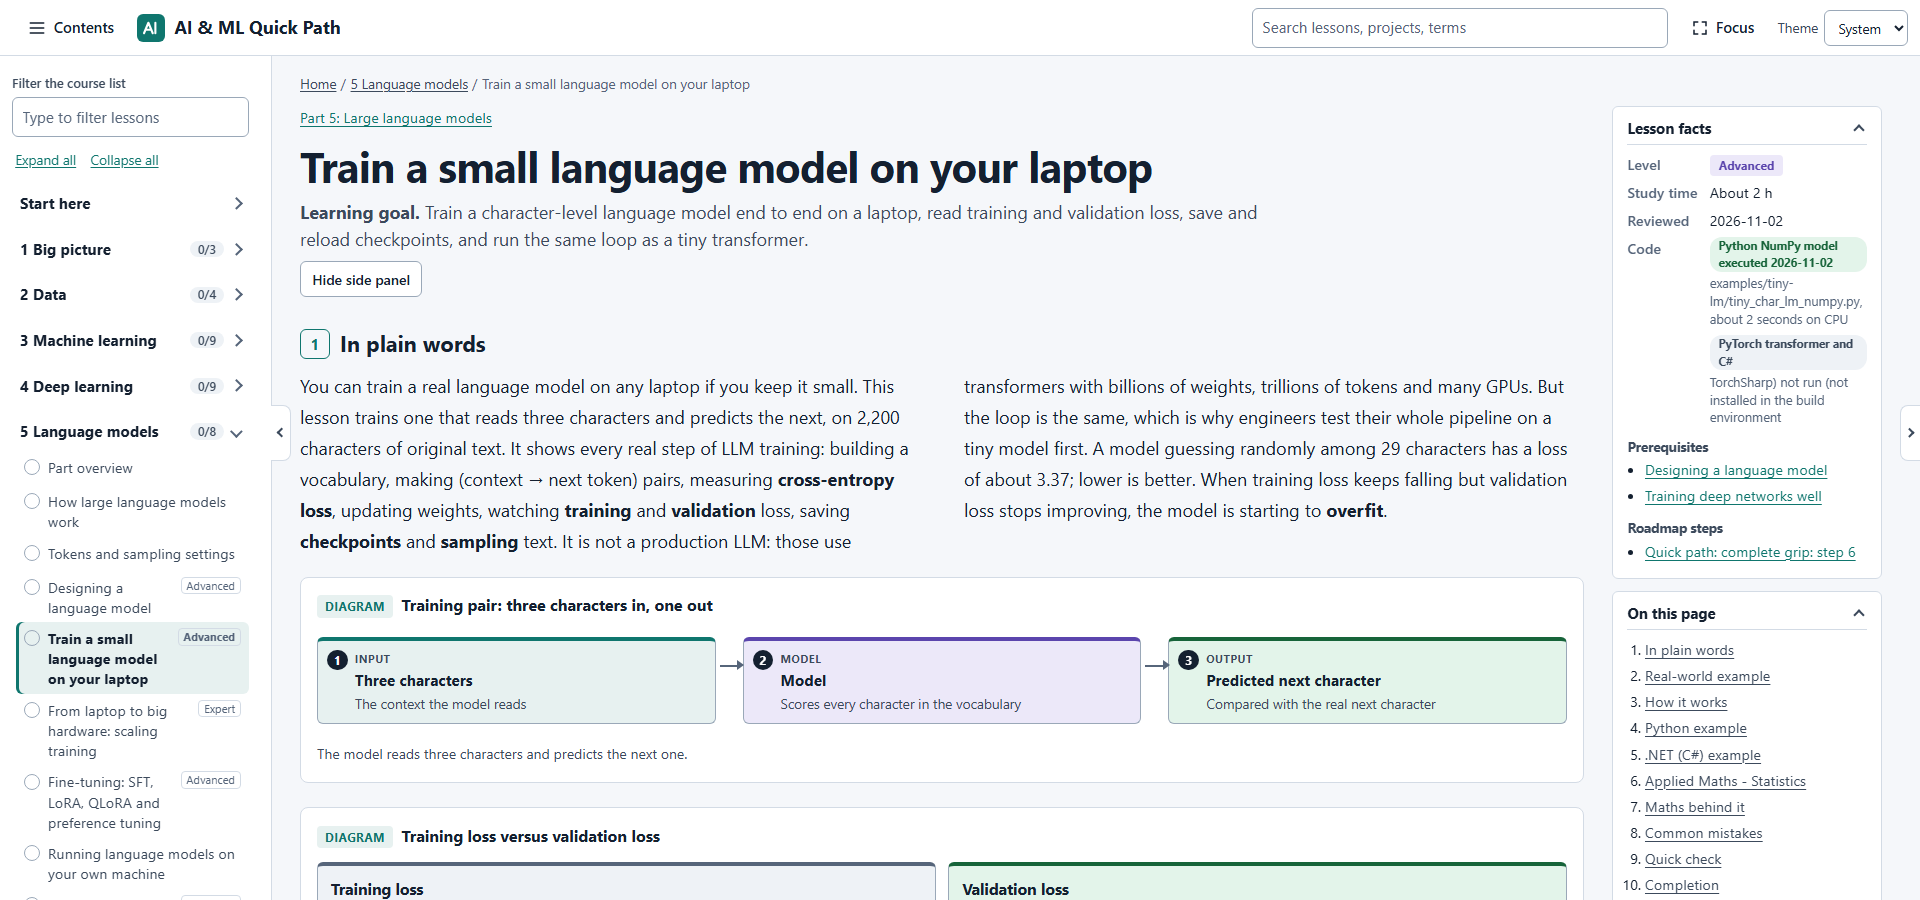 Contents
AI
AI & ML Quick Path
Search lessons, projects, terms
Focus
Theme
System
Filter the course list
Type to filter lessons
Expand all
Collapse all
Start here
1 Big picture
0/3
2 Data
0/4
3 Machine learning
0/9
4 Deep learning
0/9
5 Language models
0/8
Part overview
How large language models
work
Tokens and sampling settings
Designing a
language model
Advanced
Train a small
language model
on your laptop
Advanced
From laptop to big
hardware: scaling
training
Expert
Fine-tuning: SFT,
LoRA, QLoRA and
preference tuning
Advanced
Running language models on
your own machine
Home / 5 Language models / Train a small language model on your laptop
Part 5: Large language models
Train a small language model on your laptop
Learning goal. Train a character-level language model end to end on a laptop, read training and validation loss, save and
reload checkpoints, and run the same loop as a tiny transformer.
Hide side panel
1 In plain words
You can train a real language model on any laptop if you keep it small. This
lesson trains one that reads three characters and predicts the next, on 2,200
characters of original text. It shows every real step of LLM training: building a
vocabulary, making (context → next token) pairs, measuring cross-entropy
loss, updating weights, watching training and validation loss, saving
checkpoints and sampling text. It is not a production LLM: those use
transformers with billions of weights, trillions of tokens and many GPUs. But
the loop is the same, which is why engineers test their whole pipeline on a
tiny model first. A model guessing randomly among 29 characters has a loss
of about 3.37; lower is better. When training loss keeps falling but validation
loss stops improving, the model is starting to overfit.
DIAGRAM Training pair: three characters in, one out
1 INPUT
Three characters
The context the model reads
2 MODEL
Model
Scores every character in the vocabulary
3 OUTPUT
Predicted next character
Compared with the real next character
The model reads three characters and predicts the next one.
DIAGRAM Training loss versus validation loss
Training loss
Validation loss
Lesson facts
Level Advanced
Study time About 2 h
Reviewed 2026-11-02
Code
Python NumPy model
executed 2026-11-02
examples/tiny-
lm/tiny_char_lm_numpy.py,
about 2 seconds on CPU
PyTorch transformer and
C#
TorchSharp) not run (not
installed in the build
environment
Prerequisites
Designing a language model
Training deep networks well
Roadmap steps
Quick path: complete grip: step 6
On this page
1. In plain words
2. Real-world example
3. How it works
4. Python example
5. .NET (C#) example
6. Applied Maths - Statistics
7. Maths behind it
8. Common mistakes
9. Quick check
10. Completion